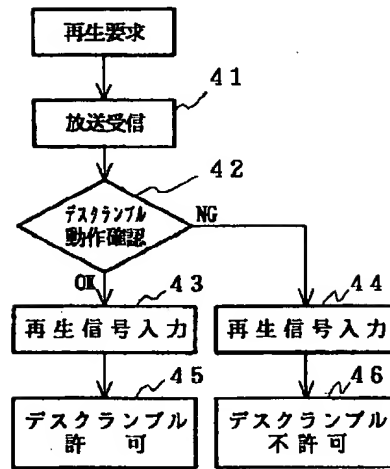 再生要求
41
放送受信
42
デスクランブル
動作確認
NG
OK
43
44
再生信号入力
再生信号入力
45
46
デスクランブル
許可
デスクランブル
不許可